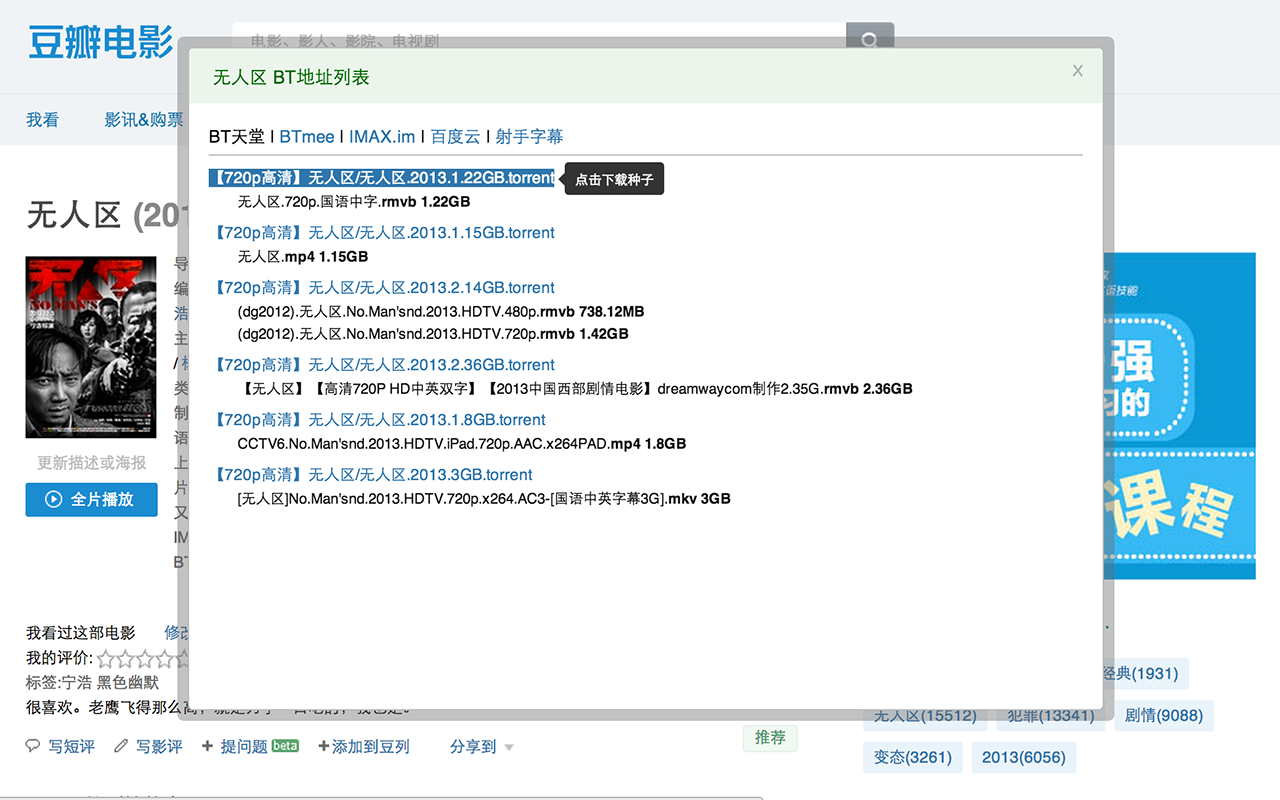 豆瓣电影
电影、影人、影院、电视剧
我看
影讯&购票
无人区 BT地址列表
x
BT天堂 | BTmee | IMAX.im | 百度云 | 射手字幕
【720p高清】无人区/无人区.2013.1.22GB.torrent
点击下载种子
无人区.720p.国语中字.rmvb 1.22GB
【720p高清】无人区/无人区.2013.1.15GB.torrent
无人区.mp4 1.15GB
【720p高清】无人区/无人区.2013.2.14GB.torrent
(dg2012).无人区.No.Man'snd.2013.HDTV.480p.rmvb 738.12MB
(dg2012).无人区.No.Man'snd.2013.HDTV.720p.rmvb 1.42GB
【720p高清】无人区/无人区.2013.2.36GB.torrent
【无人区】【高清720P HD中英双字】【2013中国西部剧情电影】dreamwaycom制作2.35G.rmvb 2.36GB
【720p高清】无人区/无人区.2013.1.8GB.torrent
CCTV6.No.Man'snd.2013.HDTV.iPad.720p.AAC.x264PAD.mp4 1.8GB
【720p高清】无人区/无人区.2013.3GB.torrent
[无人区]No.Man'snd.2013.HDTV.720p.x264.AC3-[国语中英字幕3G].mkv 3GB
无人区 (201
无人区
导
编
浩
主
/
类
制
语
上
片
又
IM
更新描述或海报
全片播放
语技能
强
习的
课程
我看过这部电影
修改
我的评价:
标签:宁浩 黑色幽默
很喜欢。老鹰飞得那么高，
写短评
写影评
+ 提问题 beta
+添加到豆列
分享到
推荐
经典(1931)
无人区(15512)
犯罪(13341)
剧情(9088)
变态(3261)
2013(6056)